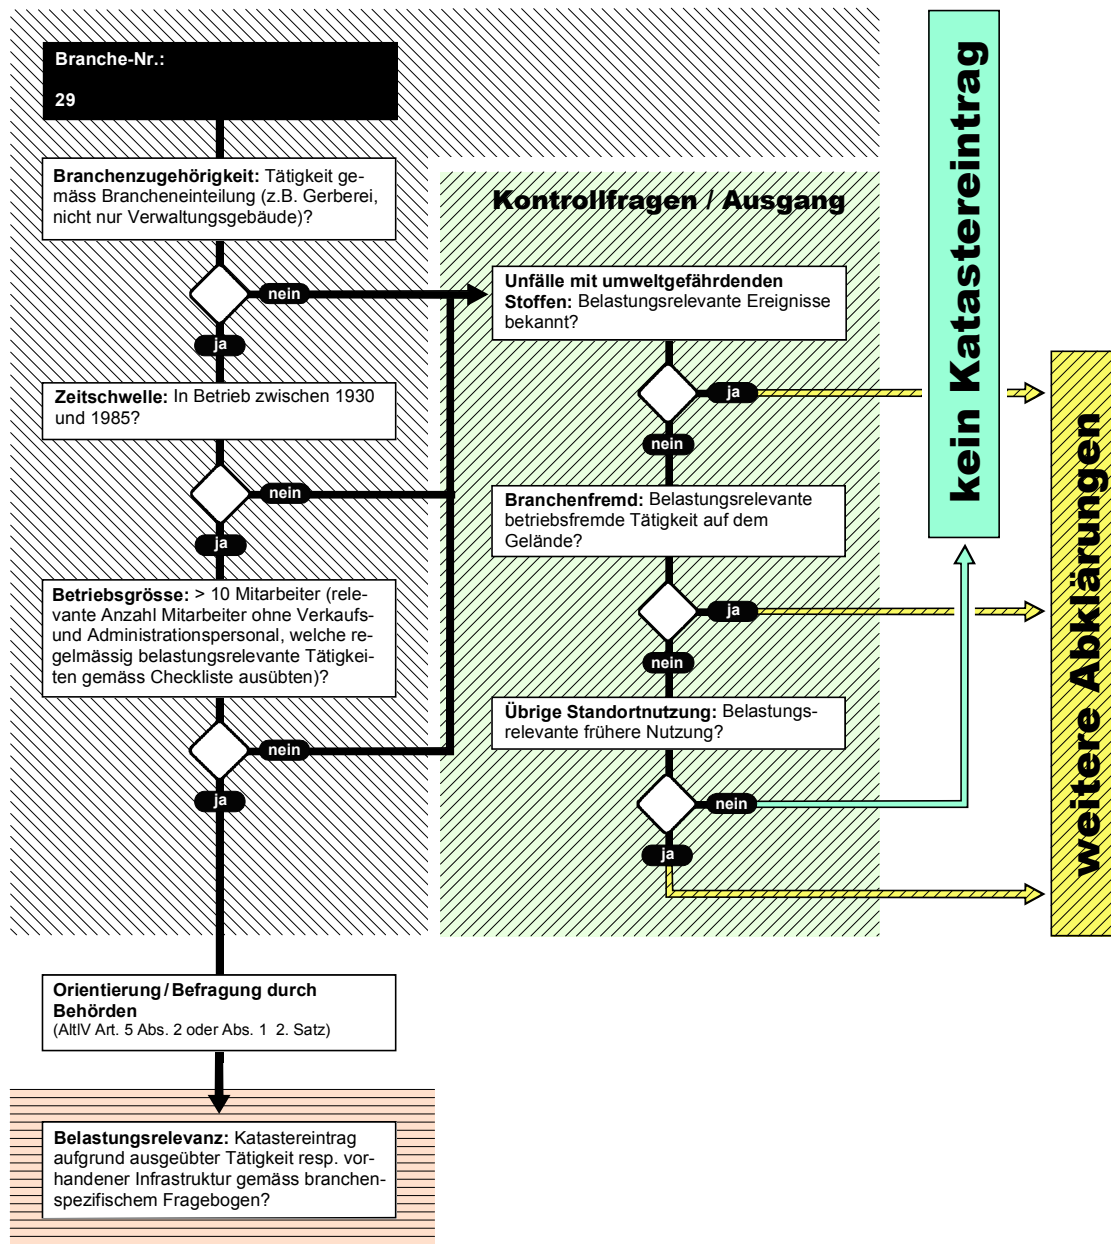 Branche-Nr.:
29
Branchenzugehörigkeit: Tätigkeit ge-
mäss Brancheneinteilung (z.B. Gerberei,
nicht nur Verwaltungsgebäude)?
nein
ja
Zeitschwelle: In Betrieb zwischen 1930
und 1985?
nein
ja
Betriebsgrösse: > 10 Mitarbeiter (rele-
vante Anzahl Mitarbeiter ohne Verkaufs-
und Administrationspersonal, welche re-
gelmässig belastungsrelevante Tätigkei-
ten gemäss Checkliste ausübten)?
nein
ja
Orientierung/Befragung durch
Behörden
(AltlV Art. 5 Abs. 2 oder Abs. 1 2. Satz)
Belastungsrelevanz: Katastereintrag
aufgrund ausgeübter Tätigkeit resp. vor-
handener Infrastruktur gemäss branchen-
spezifischem Fragebogen?
Kontrollfragen / Ausgang
Unfälle mit umweltgefährdenden
Stoffen: Belastungsrelevante Ereignisse
bekannt?
ja
nein
Branchenfremd: Belastungsrelevante
betriebsfremde Tätigkeit auf dem
Gelände?
ja
nein
Übrige Standortnutzung: Belastungs-
relevante frühere Nutzung?
nein
ja
kein Katastereintrag
weitere Abklärungen